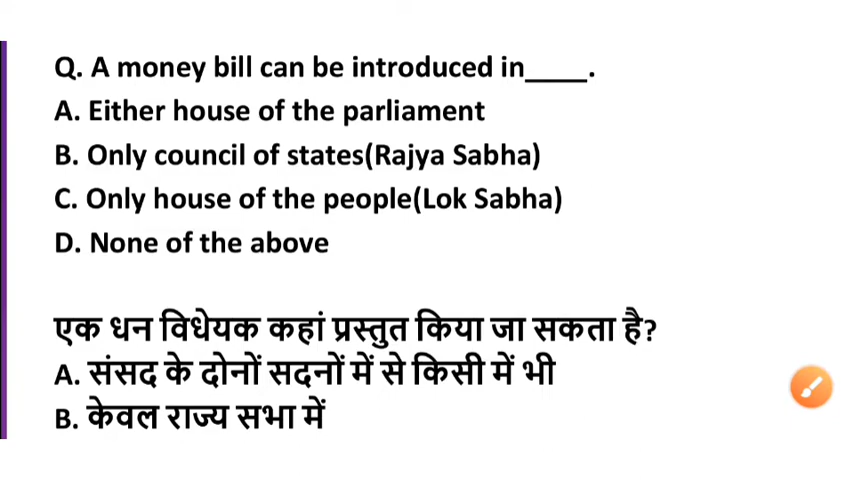 Q. A money bill can be introduced in____.
A. Either house of the parliament
B. Only council of states(Rajya Sabha)
C. Only house of the people(Lok Sabha)
D. None of the above
एक धन विधेयक कहां प्रस्तुत किया जा सकता है?
A. संसद के दोनों सदनों में से किसी में भी
B. केवल राज्य सभा में